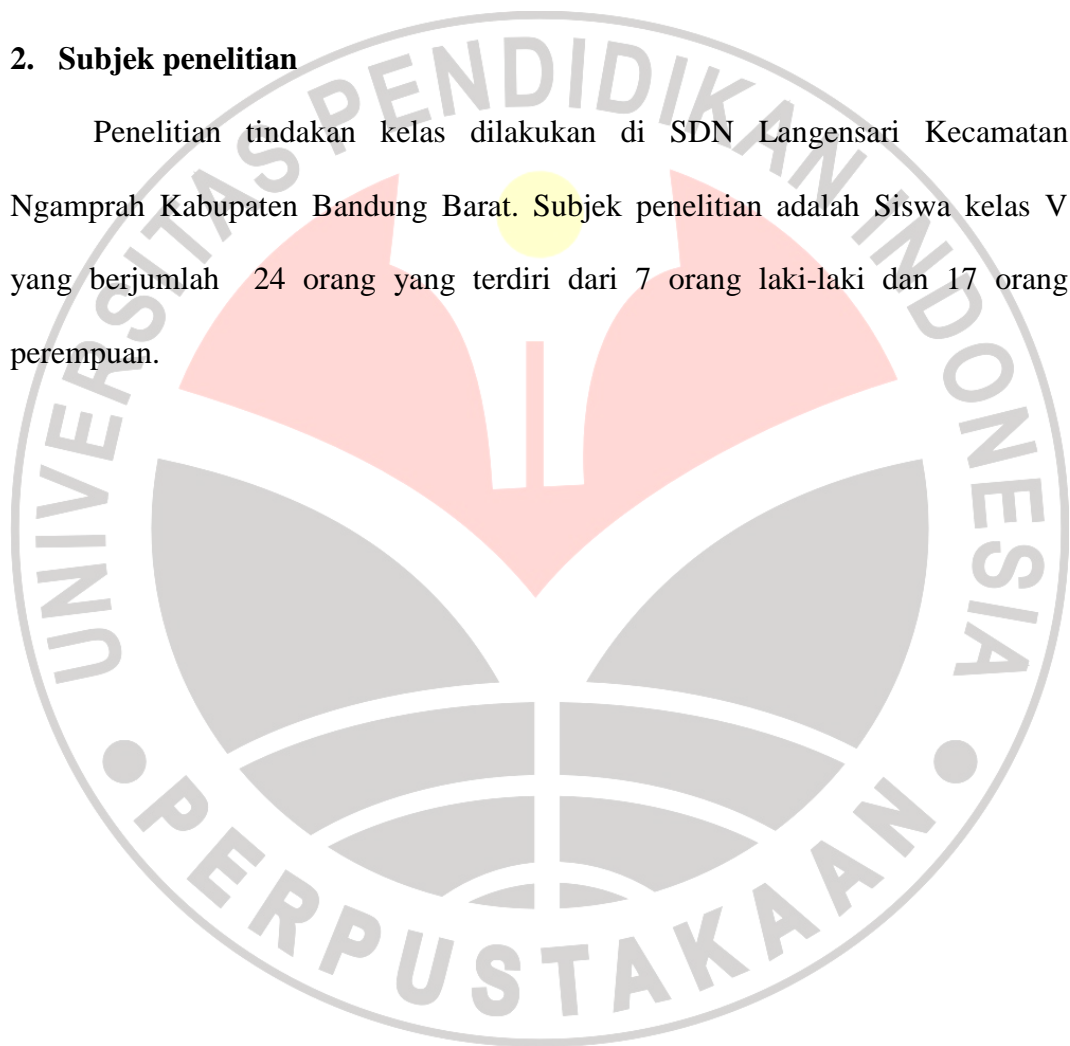 2. Subjek penelitian
Penelitian tindakan kelas dilakukan di SDN Langensari Kecamatan
Ngamprah Kabupaten Bandung Barat. Subjek penelitian adalah Siswa kelas V
yang berjumlah 24 orang yang terdiri dari 7 orang laki-laki dan 17 orang
perempuan.
UNIVERSITAS PENDIDIKAN INDONESIA
PERPUSTAKAAN